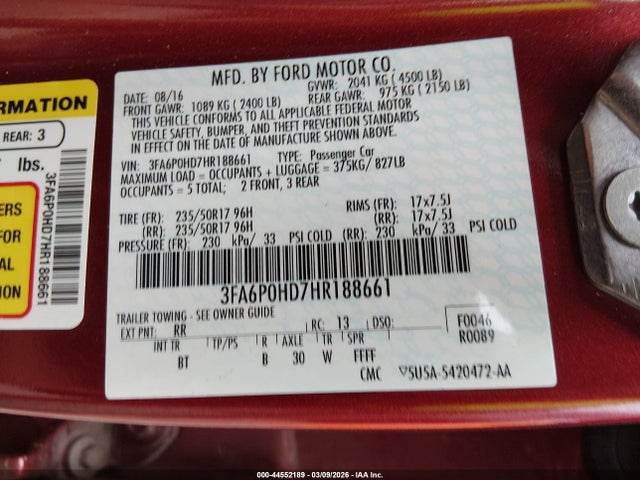 MFD. BY FORD MOTOR CO.
DATE: 08/16 GVWR: 2041 KG ( 4500 LB)
FRONT GAWR: 1089 KG ( 2400 LB) REAR GAWR: 975 KG ( 2150 LB)
THIS VEHICLE CONFORMS TO ALL APPLICABLE FEDERAL MOTOR
VEHICLE SAFETY, BUMPER, AND THEFT PREVENTION STANDARDS
IN EFFECT ON THE DATE OF MANUFACTURE SHOWN ABOVE.
VIN: 3FA6P0HD7HR188661 TYPE: Passenger Car
MAXIMUM LOAD = OCCUPANTS + LUGGAGE = 375KG/ 827LB
OCCUPANTS = 5 TOTAL; 2 FRONT, 3 REAR
TIRE (FR): 235/50R17 96H RIMS (FR): 17x7.5J
(RR): 235/50R17 96H (RR): 17x7.5J
PRESSURE (FR): 230 kPa/ 33 PSI COLD (RR): 230 kPa/ 33 PSI COLD
3FA6P0HD7HR188661
TRAILER TOWING - SEE OWNER GUIDE
EXT PNT: RR RC: 13 DSO: F0046
R0089
INT TR TP/PS R AXLE TR SPR
BT B 30 W FFFF
CMC 5U5A-5420472-AA
ORMATION
REAR: 3
lbs.
ERS
FOR
AL
TION
3FA6P0HD7HR188661
000-44552189 | 03/09/2026 | IAA Inc.